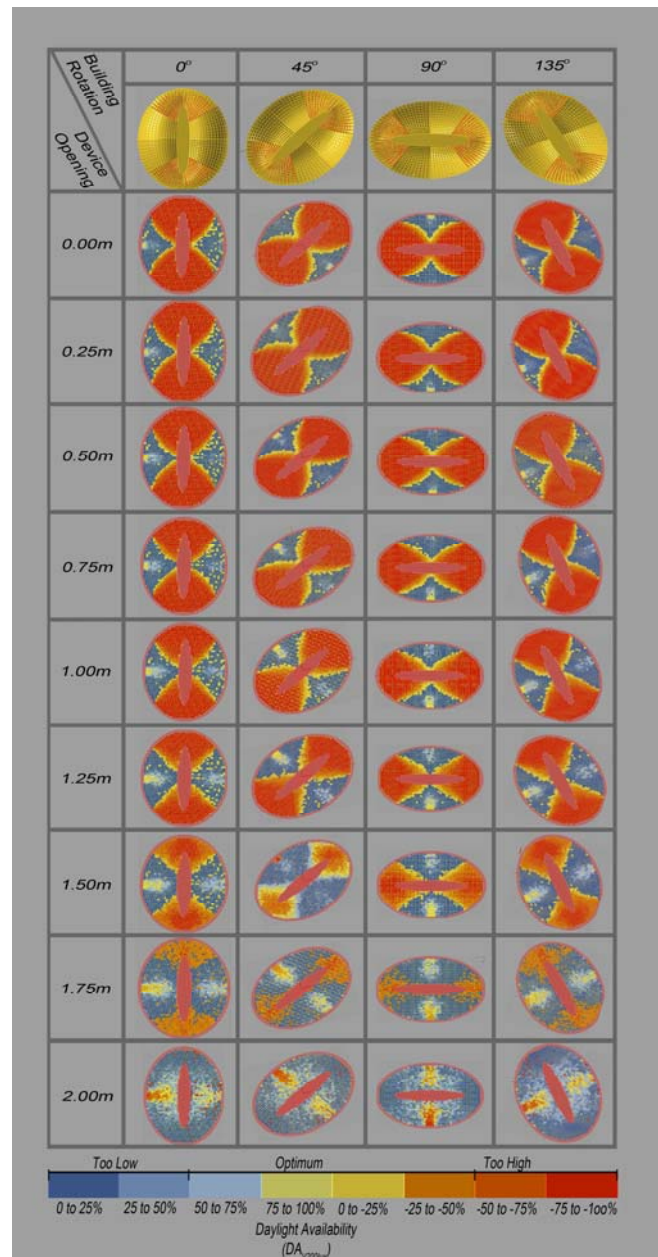 Building
Rotation
Device
Opening
0°
45°
90°
135°
0.00m
0.25m
0.50m
0.75m
1.00m
1.25m
1.50m
1.75m
2.00m
Too Low Optimum Too High
0 to 25% 25 to 50% 50 to 75% 75 to 100% 0 to -25% -25 to -50% -50 to -75% -75 to -100%
Daylight Availability